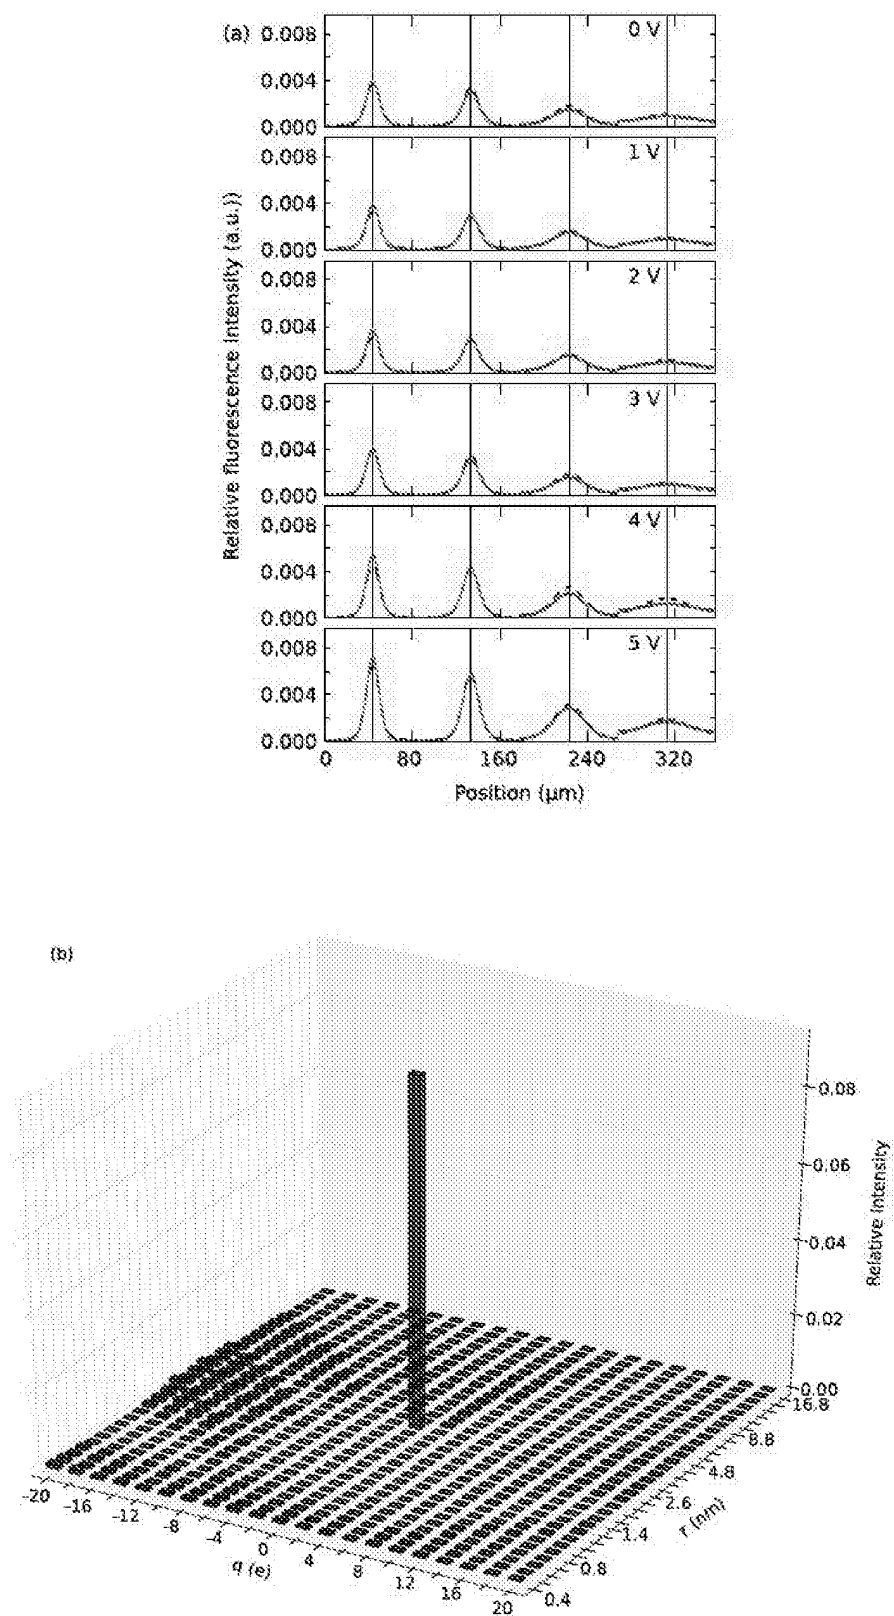 (a)
Relative fluorescence intensity (a.u.))
0.008
0.004
0.000
0 V
0.008
0.004
0.000
1 V
0.008
0.004
0.000
2 V
0.008
0.004
0.000
3 V
0.008
0.004
0.000
4 V
0.008
0.004
0.000
5 V
0 80 160 240 320
Position (µm)
(b)
0.08
0.06
0.04
0.02
0.00
Relative intensity
-20 -16 -12 -8 -4 0 4 8 12 16 20
q (e)
0.4 0.8 1.4 2.6 4.8 8.8 16.8
r (nm)